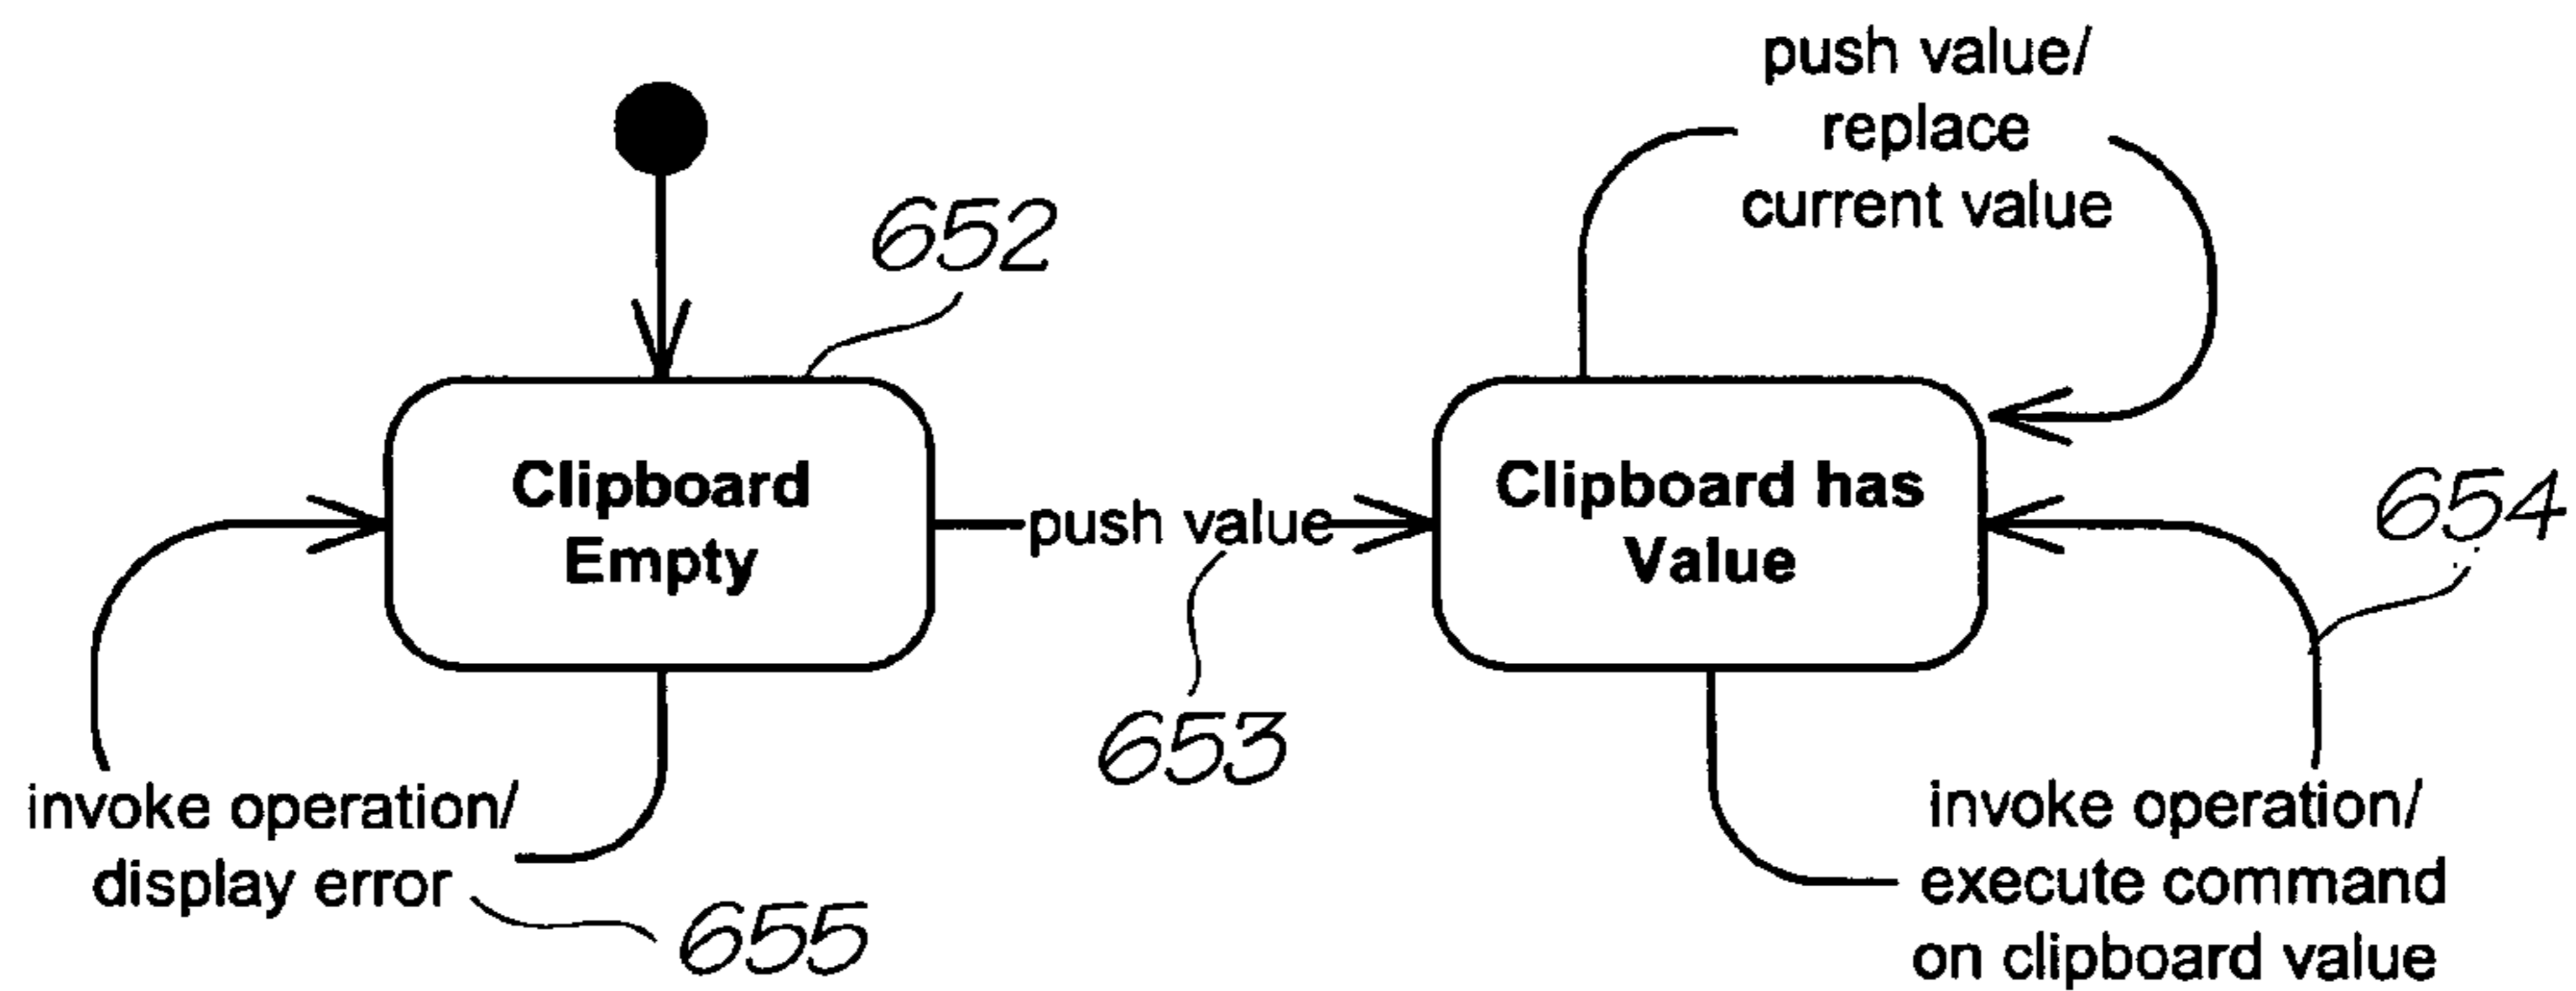 push value/
replace
current value
652
Clipboard
Empty
push value
Clipboard has
Value
654
653
invoke operation/
display error
655
invoke operation/
execute command
on clipboard value